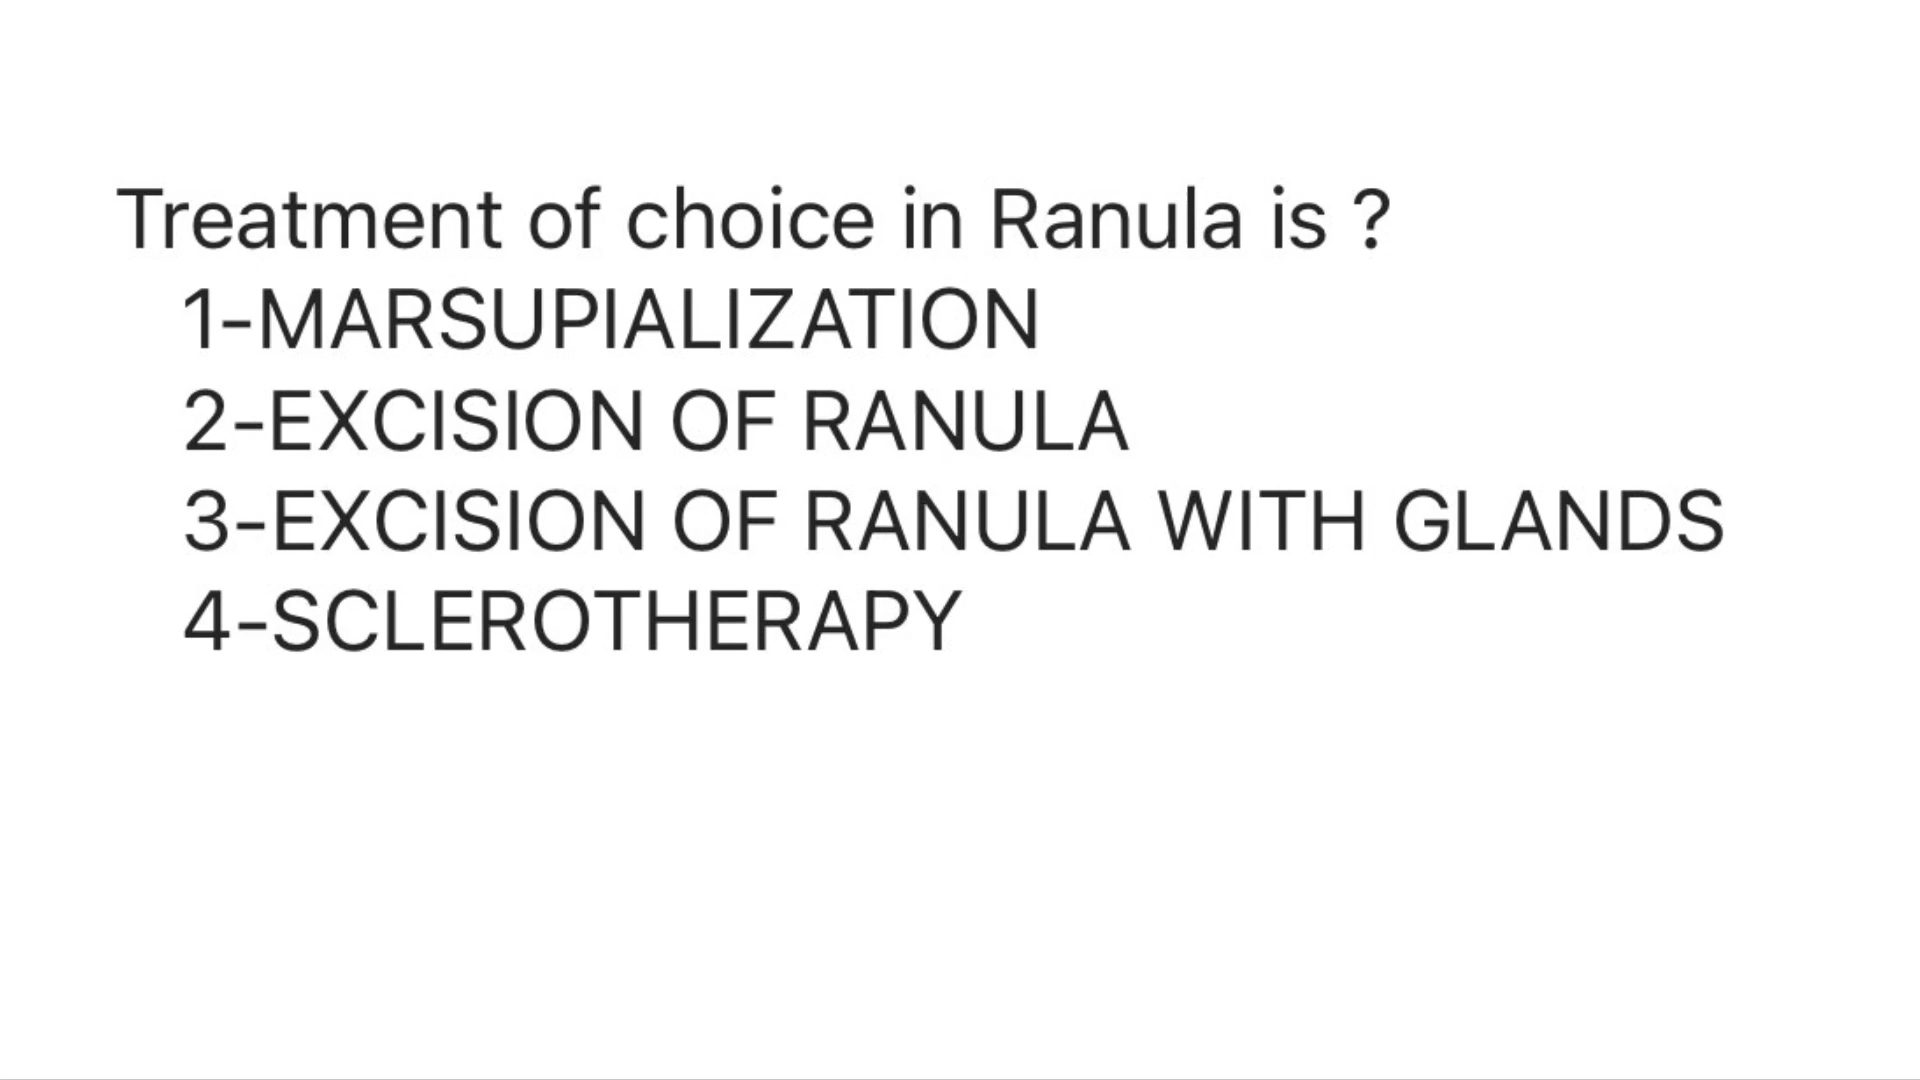 Treatment of choice in Ranula is ?
1-MARSUPIALIZATION
2-EXCISION OF RANULA
3-EXCISION OF RANULA WITH GLANDS
4-SCLEROTHERAPY